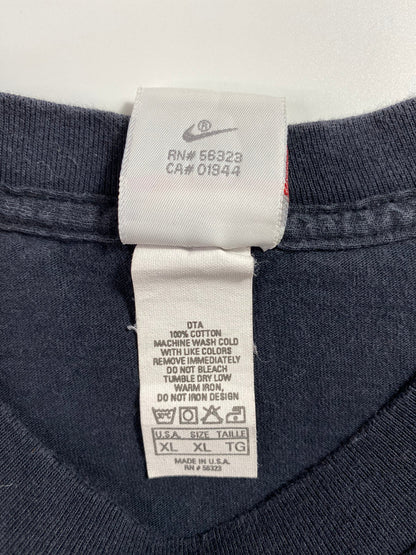 ®
RN# 56323
CA# 01944
DTA
100% COTTON
MACHINE WASH COLD
WITH LIKE COLORS
REMOVE IMMEDIATELY
DO NOT BLEACH
TUMBLE DRY LOW
WARM IRON,
DO NOT IRON DESIGN
U.S.A. SIZE TAILLE
XL XL TG
MADE IN U.S.A.
RN # 56323